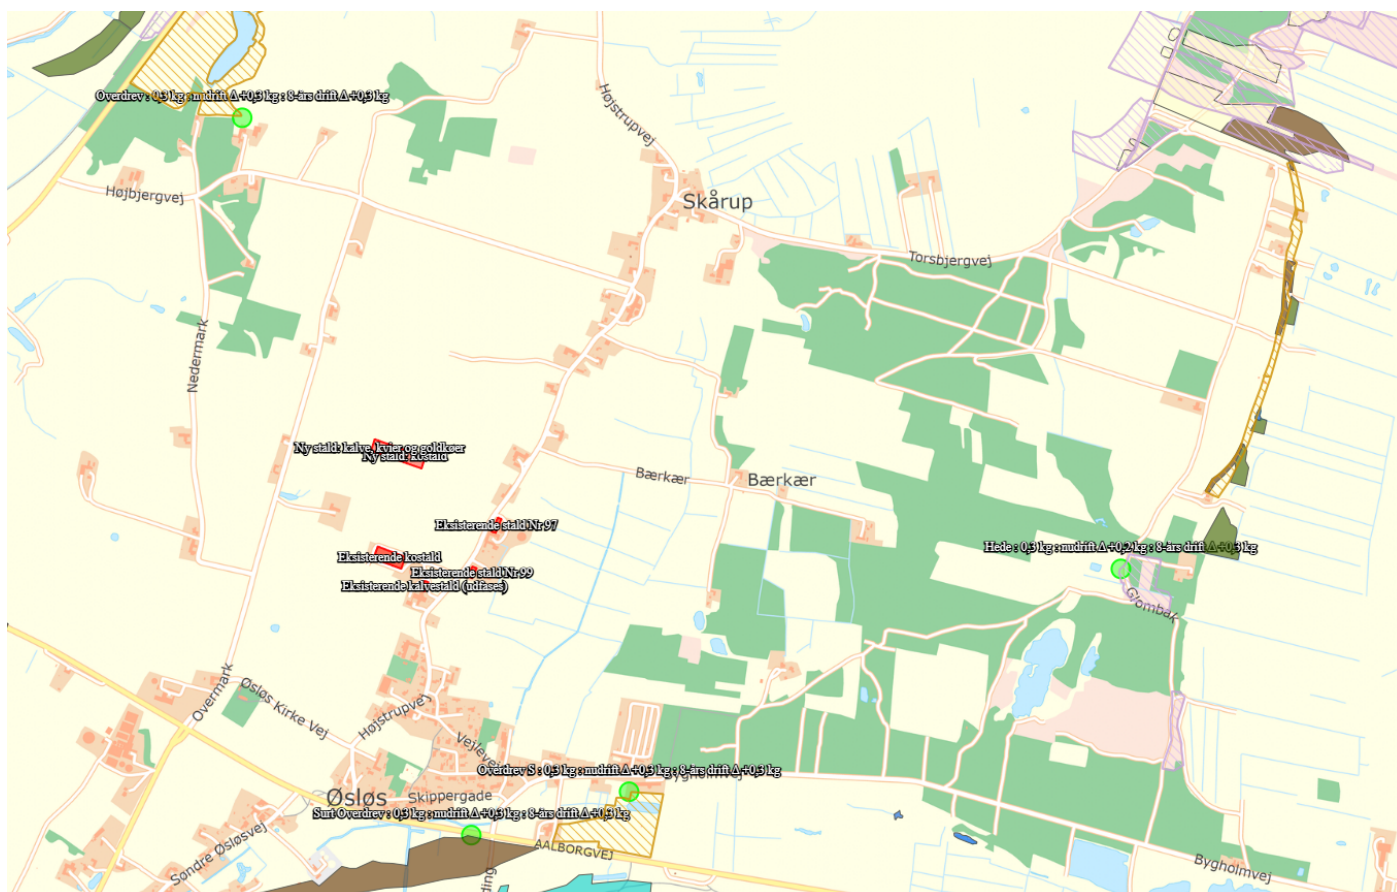 Overdrev : 0,3 kg : nudrift Δ +0,3 kg : 8-års drift Δ +0,3 kg
Højstrupvej
Højbjergvej
Skårup
Torsbjergvej
Nedermark
Ny stald: kalve, kvier og goldkøer
Ny stald: kostald
Bærkær
Bærkær
Eksisterende stald Nr 97
Eksisterende kostald
Hede : 0,3 kg : nudrift Δ +0,2 kg : 8-års drift Δ +0,3 kg
Eksisterende stald Nr 99
Eksisterende kalvestald (udfases)
Glombak
Overmark
Øsløs Kirke Vej
Højstrupvej
Vejlevej
Overdrev S : 0,3 kg : nudrift Δ +0,3 kg : 8-års drift Δ +0,3 kg
Bygholmvej
Øsløs
Skippergade
Surt Overdrev : 0,3 kg : nudrift Δ +0,3 kg : 8-års drift Δ +0,3 kg
Søndre Øsløsvej
AALBORGVEJ
Bygholmvej